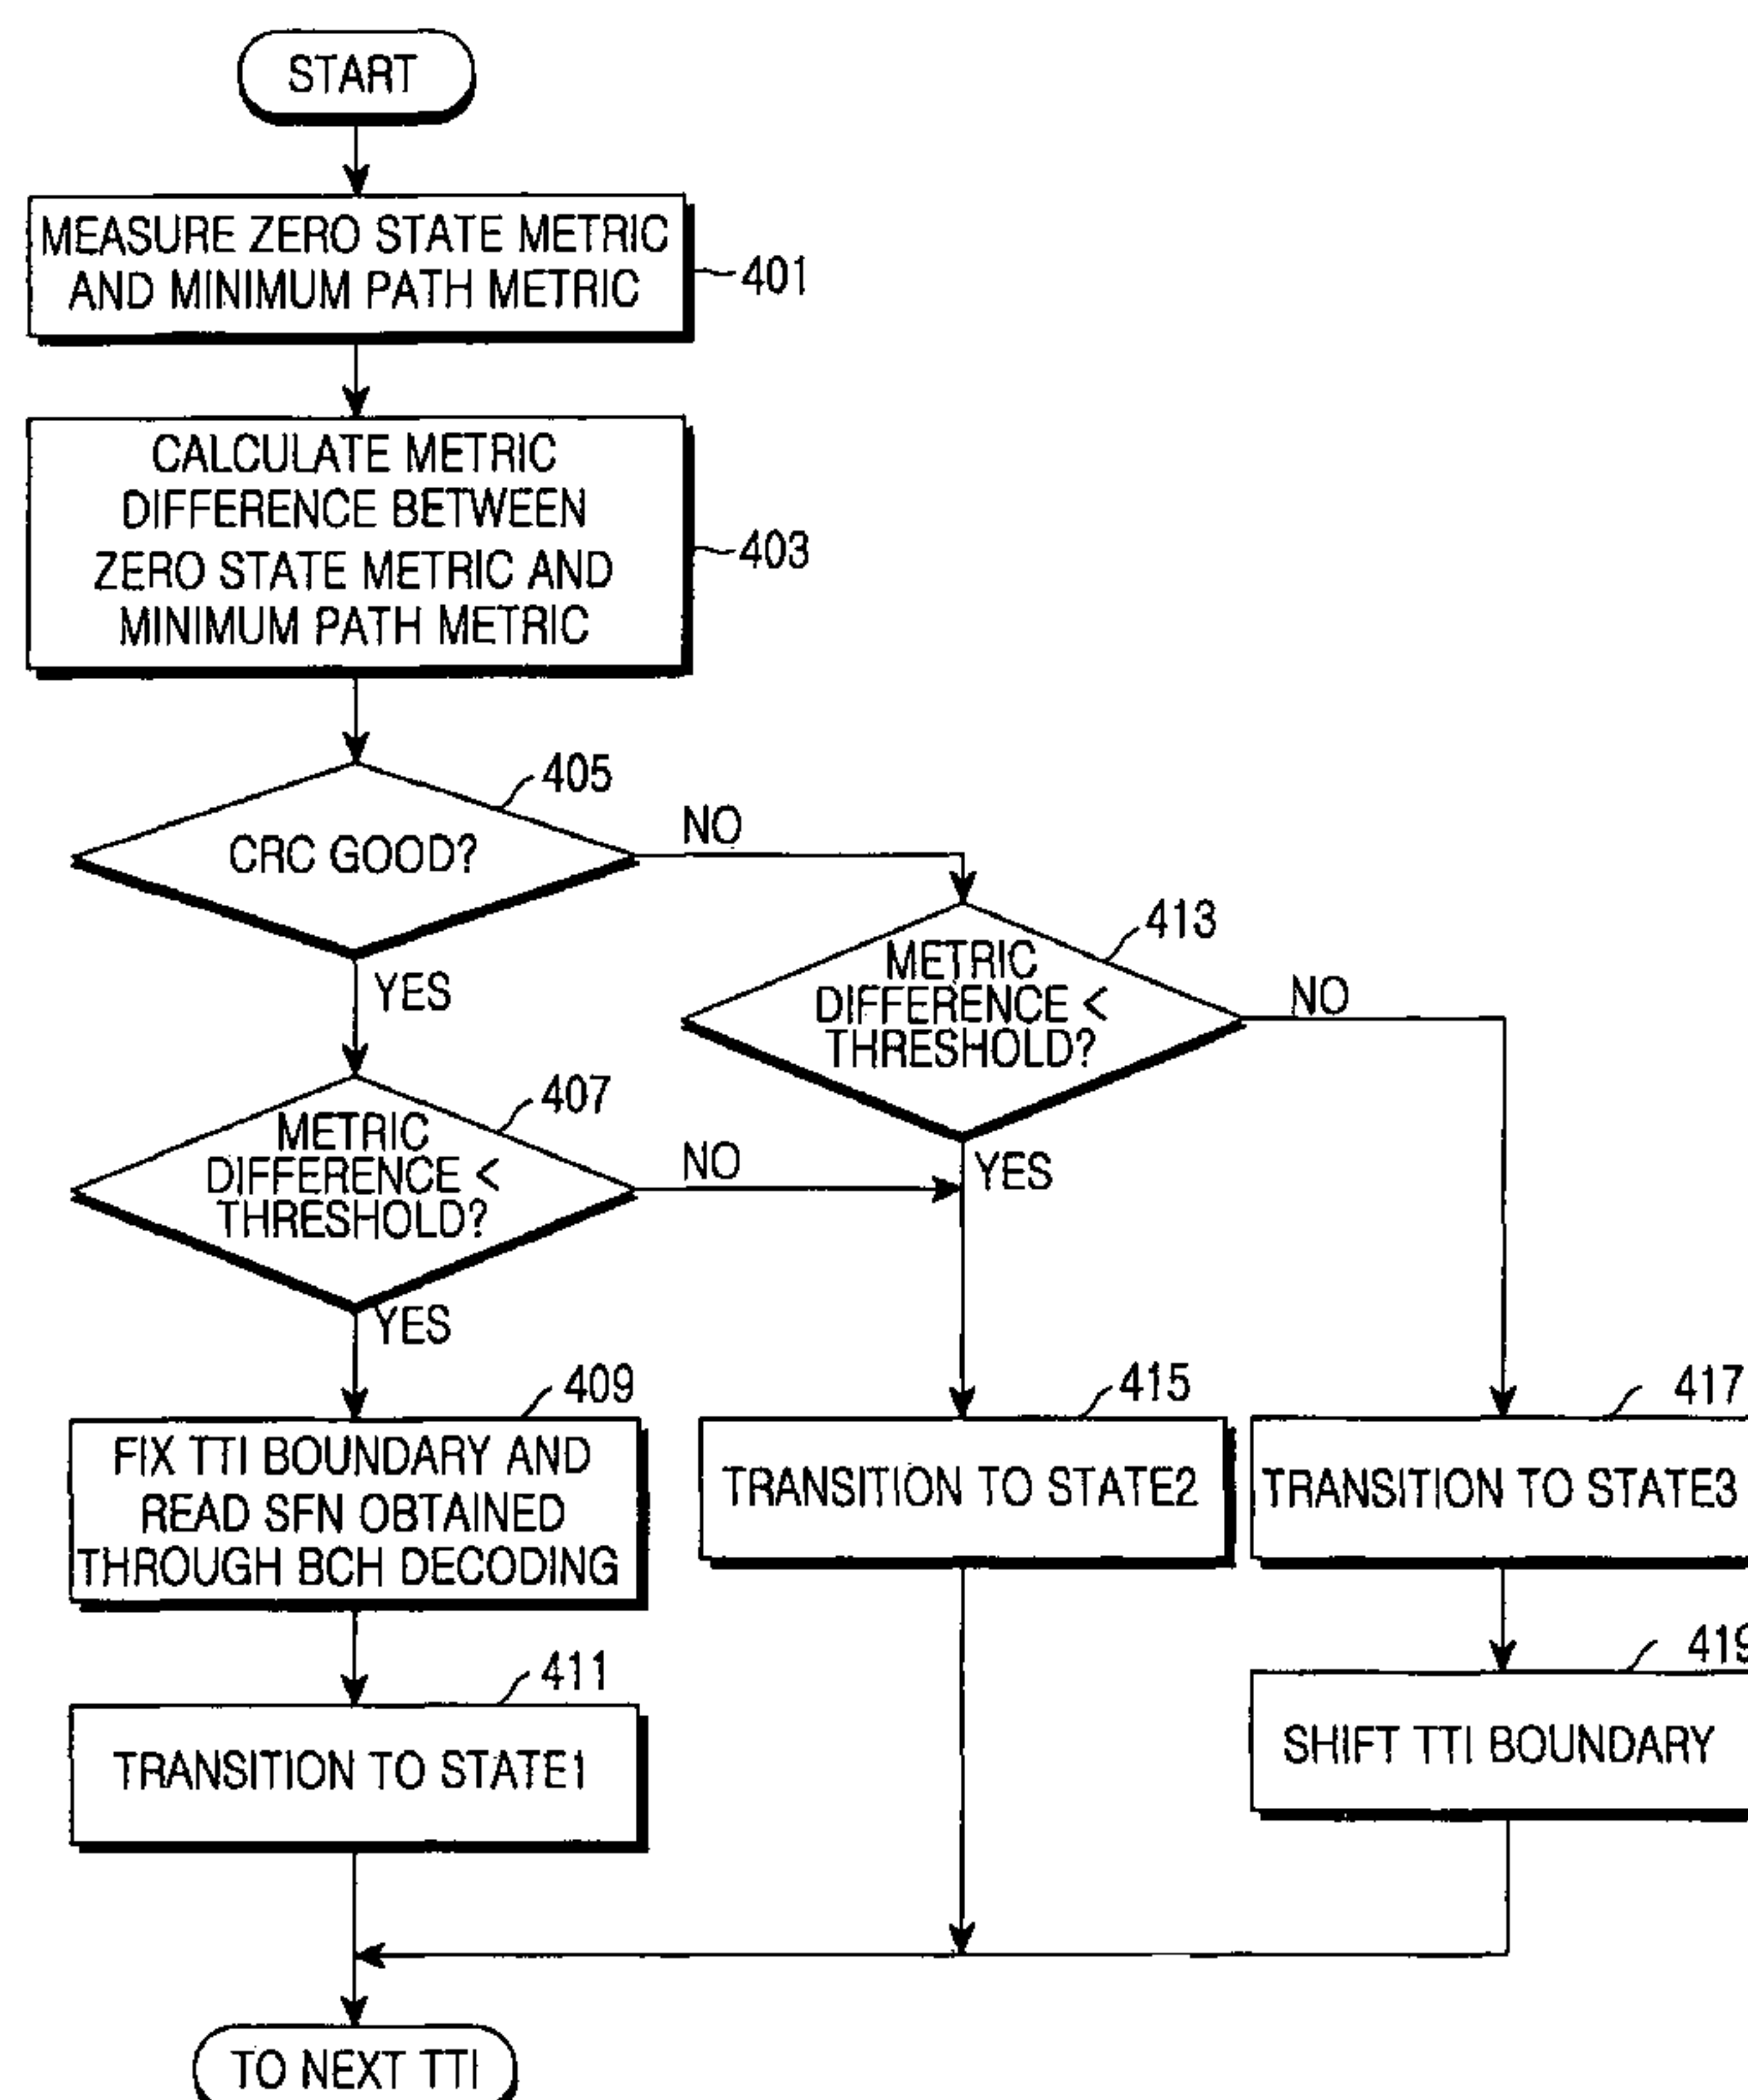 START
MEASURE ZERO STATE METRIC
AND MINIMUM PATH METRIC
401
CALCULATE METRIC
DIFFERENCE BETWEEN
ZERO STATE METRIC AND
MINIMUM PATH METRIC
403
405
CRC GOOD?
NO
YES
413
METRIC
DIFFERENCE <
THRESHOLD?
NO
YES
407
METRIC
DIFFERENCE <
THRESHOLD?
NO
YES
409
FIX TTI BOUNDARY AND
READ SFN OBTAINED
THROUGH BCH DECODING
415
TRANSITION TO STATE2
417
TRANSITION TO STATE3
411
TRANSITION TO STATE1
419
SHIFT TTI BOUNDARY
TO NEXT TTI